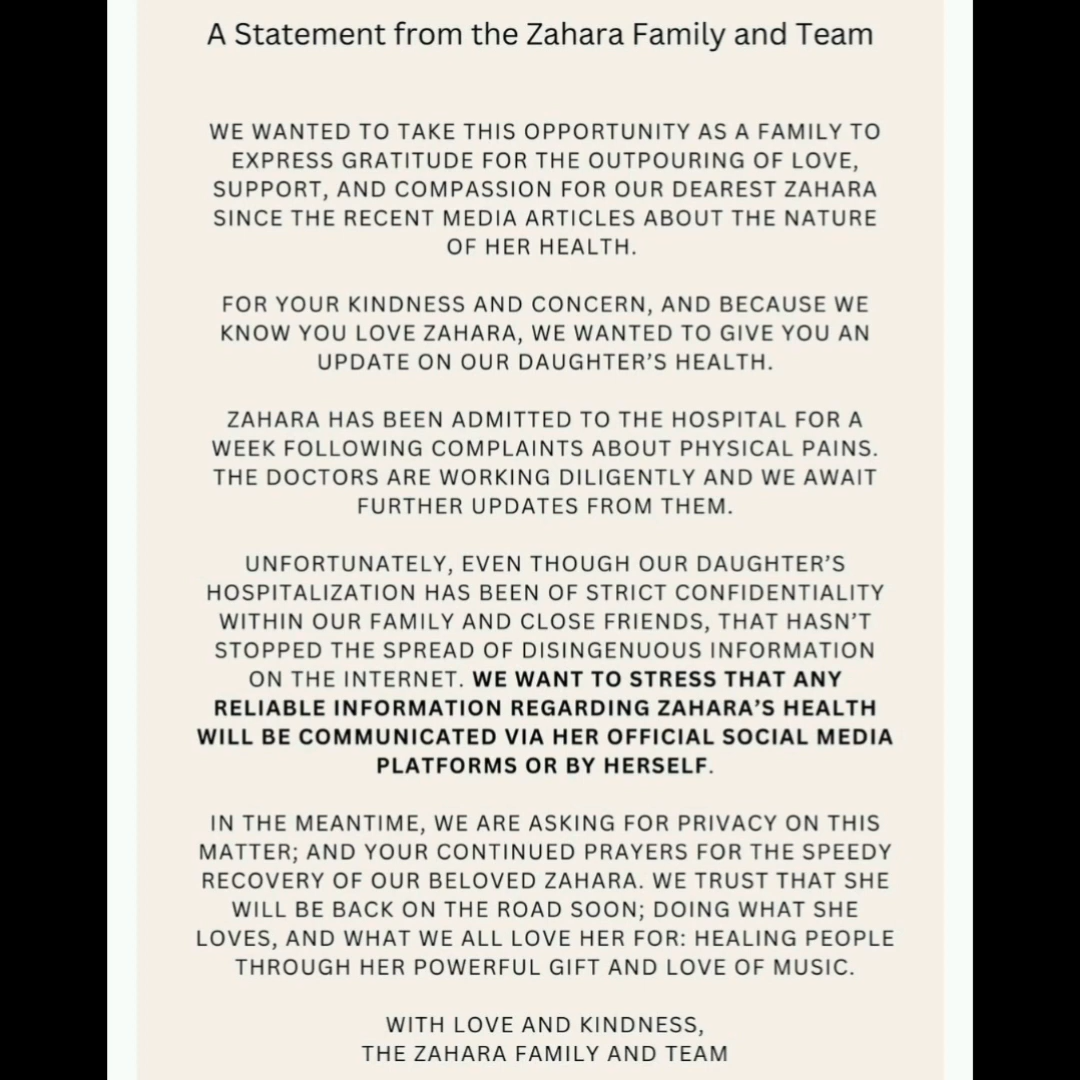 A Statement from the Zahara Family and Team
WE WANTED TO TAKE THIS OPPORTUNITY AS A FAMILY TO
EXPRESS GRATITUDE FOR THE OUTPOURING OF LOVE,
SUPPORT, AND COMPASSION FOR OUR DEAREST ZAHARA
SINCE THE RECENT MEDIA ARTICLES ABOUT THE NATURE
OF HER HEALTH.
FOR YOUR KINDNESS AND CONCERN, AND BECAUSE WE
KNOW YOU LOVE ZAHARA, WE WANTED TO GIVE YOU AN
UPDATE ON OUR DAUGHTER’S HEALTH.
ZAHARA HAS BEEN ADMITTED TO THE HOSPITAL FOR A
WEEK FOLLOWING COMPLAINTS ABOUT PHYSICAL PAINS.
THE DOCTORS ARE WORKING DILIGENTLY AND WE AWAIT
FURTHER UPDATES FROM THEM.
UNFORTUNATELY, EVEN THOUGH OUR DAUGHTER’S
HOSPITALIZATION HAS BEEN OF STRICT CONFIDENTIALITY
WITHIN OUR FAMILY AND CLOSE FRIENDS, THAT HASN’T
STOPPED THE SPREAD OF DISINGENUOUS INFORMATION
ON THE INTERNET. WE WANT TO STRESS THAT ANY
RELIABLE INFORMATION REGARDING ZAHARA’S HEALTH
WILL BE COMMUNICATED VIA HER OFFICIAL SOCIAL MEDIA
PLATFORMS OR BY HERSELF.
IN THE MEANTIME, WE ARE ASKING FOR PRIVACY ON THIS
MATTER; AND YOUR CONTINUED PRAYERS FOR THE SPEEDY
RECOVERY OF OUR BELOVED ZAHARA. WE TRUST THAT SHE
WILL BE BACK ON THE ROAD SOON; DOING WHAT SHE
LOVES, AND WHAT WE ALL LOVE HER FOR: HEALING PEOPLE
THROUGH HER POWERFUL GIFT AND LOVE OF MUSIC.
WITH LOVE AND KINDNESS,
THE ZAHARA FAMILY AND TEAM